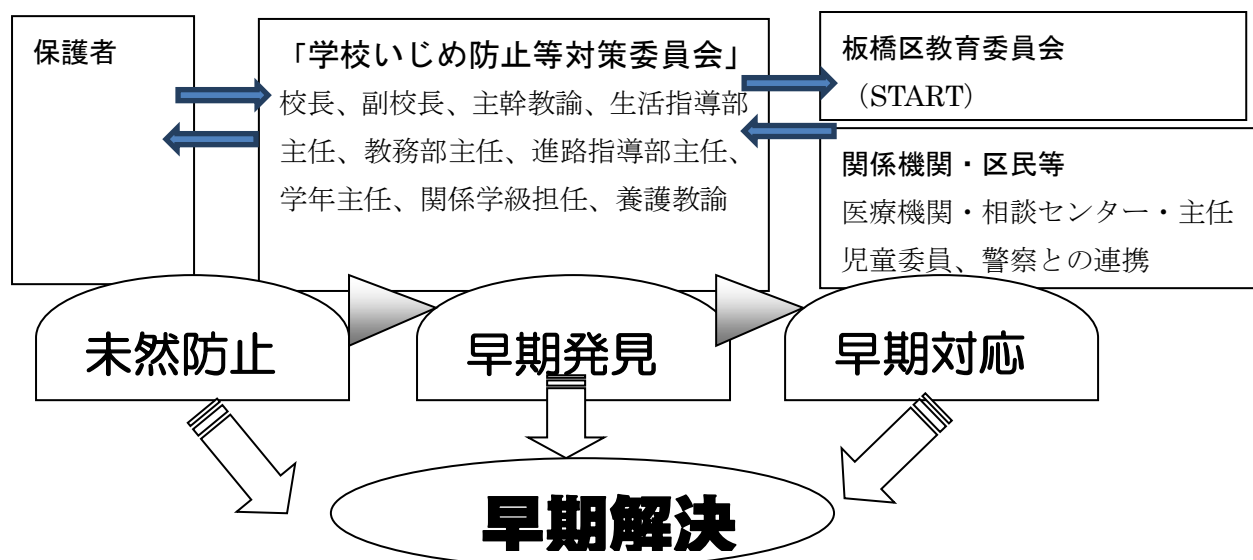 保護者
「学校いじめ防止等対策委員会」
校長、副校長、主幹教諭、生活指導部
主任、教務部主任、進路指導部主任、
学年主任、関係学級担任、養護教諭
板橋区教育委員会
（START）
関係機関・区民等
医療機関・相談センター・主任
児童委員、警察との連携
未然防止
早期発見
早期対応
早期解決